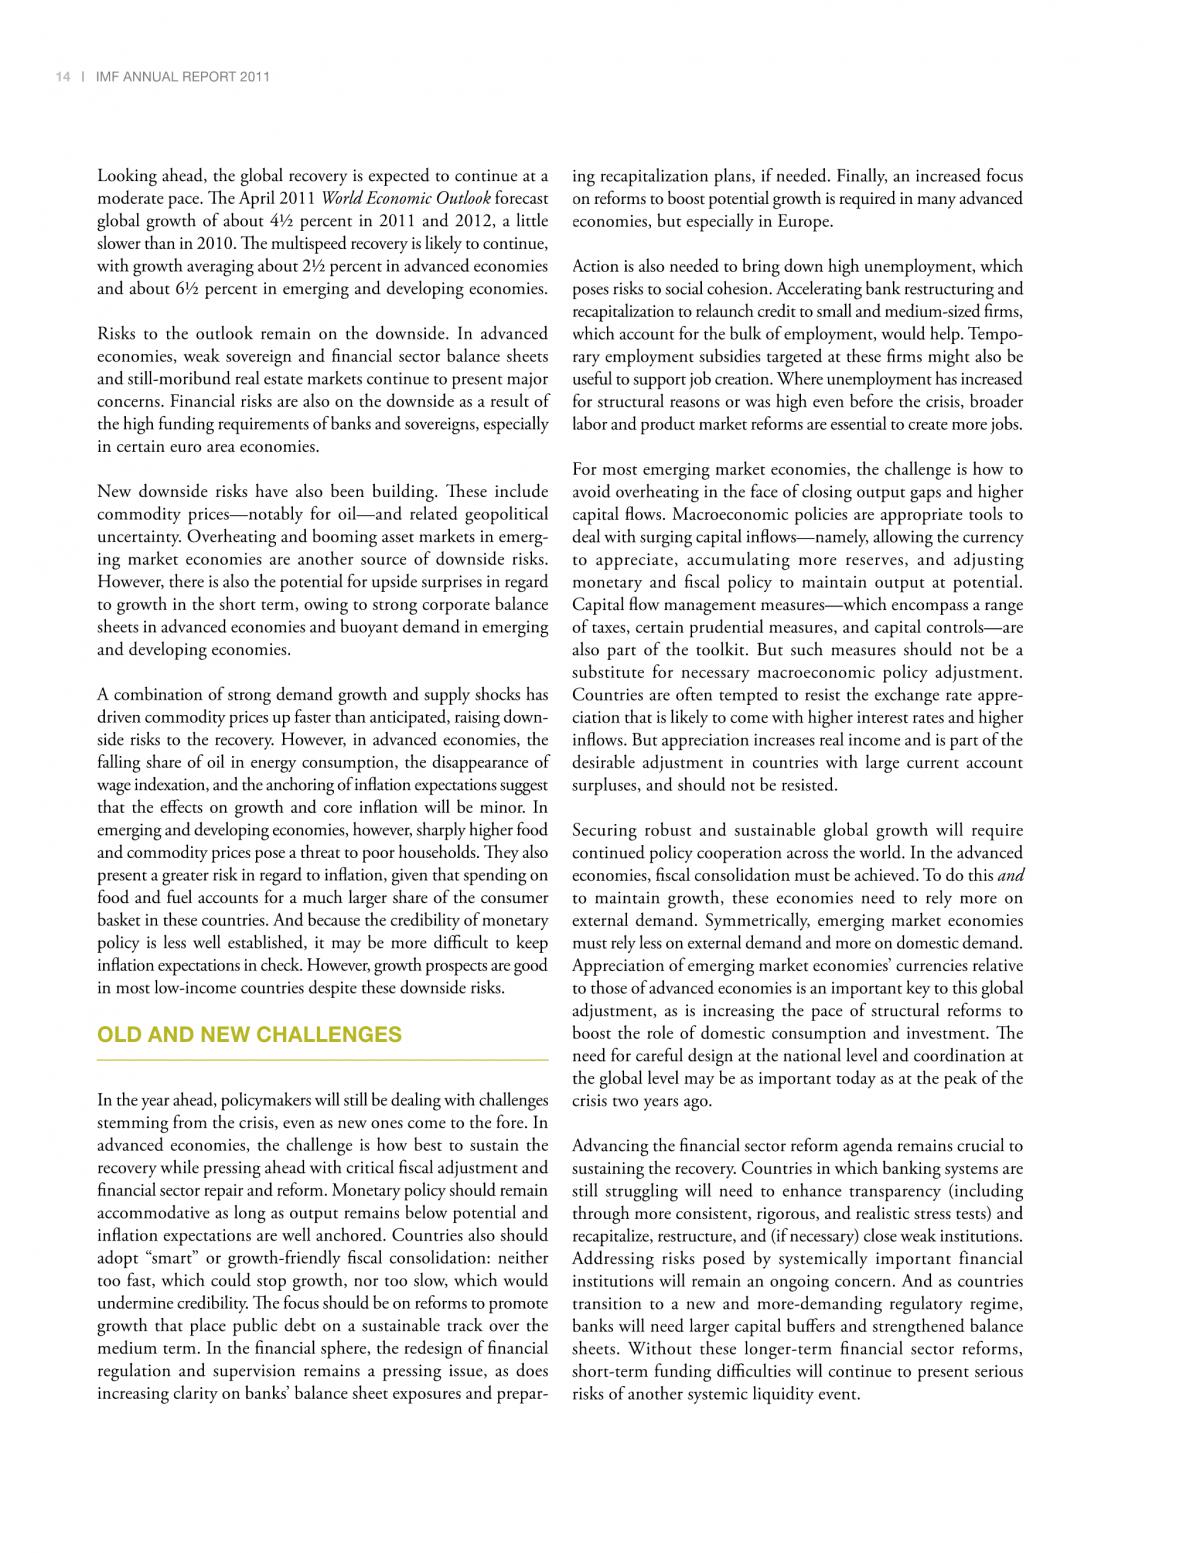 14 | IMF ANNUAL REPORT 2011
Looking ahead, the global recovery is expected to continue at a
moderate pace. The April 2011 World Economic Outlook forecast
global growth of about 4½ percent in 2011 and 2012, a little
slower than in 2010. The multispeed recovery is likely to continue,
with growth averaging about 2½ percent in advanced economies
and about 6½ percent in emerging and developing economies.
Risks to the outlook remain on the downside. In advanced
economies, weak sovereign and financial sector balance sheets
and still-moribund real estate markets continue to present major
concerns. Financial risks are also on the downside as a result of
the high funding requirements of banks and sovereigns, especially
in certain euro area economies.
New downside risks have also been building. These include
commodity prices—notably for oil—and related geopolitical
uncertainty. Overheating and booming asset markets in emerg-
ing market economies are another source of downside risks.
However, there is also the potential for upside surprises in regard
to growth in the short term, owing to strong corporate balance
sheets in advanced economies and buoyant demand in emerging
and developing economies.
A combination of strong demand growth and supply shocks has
driven commodity prices up faster than anticipated, raising down-
side risks to the recovery. However, in advanced economies, the
falling share of oil in energy consumption, the disappearance of
wage indexation, and the anchoring of inflation expectations suggest
that the effects on growth and core inflation will be minor. In
emerging and developing economies, however, sharply higher food
and commodity prices pose a threat to poor households. They also
present a greater risk in regard to inflation, given that spending on
food and fuel accounts for a much larger share of the consumer
basket in these countries. And because the credibility of monetary
policy is less well established, it may be more difficult to keep
inflation expectations in check. However, growth prospects are good
in most low-income countries despite these downside risks.
OLD AND NEW CHALLENGES
In the year ahead, policymakers will still be dealing with challenges
stemming from the crisis, even as new ones come to the fore. In
advanced economies, the challenge is how best to sustain the
recovery while pressing ahead with critical fiscal adjustment and
financial sector repair and reform. Monetary policy should remain
accommodative as long as output remains below potential and
inflation expectations are well anchored. Countries also should
adopt “smart” or growth-friendly fiscal consolidation: neither
too fast, which could stop growth, nor too slow, which would
undermine credibility. The focus should be on reforms to promote
growth that place public debt on a sustainable track over the
medium term. In the financial sphere, the redesign of financial
regulation and supervision remains a pressing issue, as does
increasing clarity on banks’ balance sheet exposures and prepar-
ing recapitalization plans, if needed. Finally, an increased focus
on reforms to boost potential growth is required in many advanced
economies, but especially in Europe.
Action is also needed to bring down high unemployment, which
poses risks to social cohesion. Accelerating bank restructuring and
recapitalization to relaunch credit to small and medium-sized firms,
which account for the bulk of employment, would help. Tempo-
rary employment subsidies targeted at these firms might also be
useful to support job creation. Where unemployment has increased
for structural reasons or was high even before the crisis, broader
labor and product market reforms are essential to create more jobs.
For most emerging market economies, the challenge is how to
avoid overheating in the face of closing output gaps and higher
capital flows. Macroeconomic policies are appropriate tools to
deal with surging capital inflows—namely, allowing the currency
to appreciate, accumulating more reserves, and adjusting
monetary and fiscal policy to maintain output at potential.
Capital flow management measures—which encompass a range
of taxes, certain prudential measures, and capital controls—are
also part of the toolkit. But such measures should not be a
substitute for necessary macroeconomic policy adjustment.
Countries are often tempted to resist the exchange rate appre-
ciation that is likely to come with higher interest rates and higher
inflows. But appreciation increases real income and is part of the
desirable adjustment in countries with large current account
surpluses, and should not be resisted.
Securing robust and sustainable global growth will require
continued policy cooperation across the world. In the advanced
economies, fiscal consolidation must be achieved. To do this and
to maintain growth, these economies need to rely more on
external demand. Symmetrically, emerging market economies
must rely less on external demand and more on domestic demand.
Appreciation of emerging market economies’ currencies relative
to those of advanced economies is an important key to this global
adjustment, as is increasing the pace of structural reforms to
boost the role of domestic consumption and investment. The
need for careful design at the national level and coordination at
the global level may be as important today as at the peak of the
crisis two years ago.
Advancing the financial sector reform agenda remains crucial to
sustaining the recovery. Countries in which banking systems are
still struggling will need to enhance transparency (including
through more consistent, rigorous, and realistic stress tests) and
recapitalize, restructure, and (if necessary) close weak institutions.
Addressing risks posed by systemically important financial
institutions will remain an ongoing concern. And as countries
transition to a new and more-demanding regulatory regime,
banks will need larger capital buffers and strengthened balance
sheets. Without these longer-term financial sector reforms,
short-term funding difficulties will continue to present serious
risks of another systemic liquidity event.